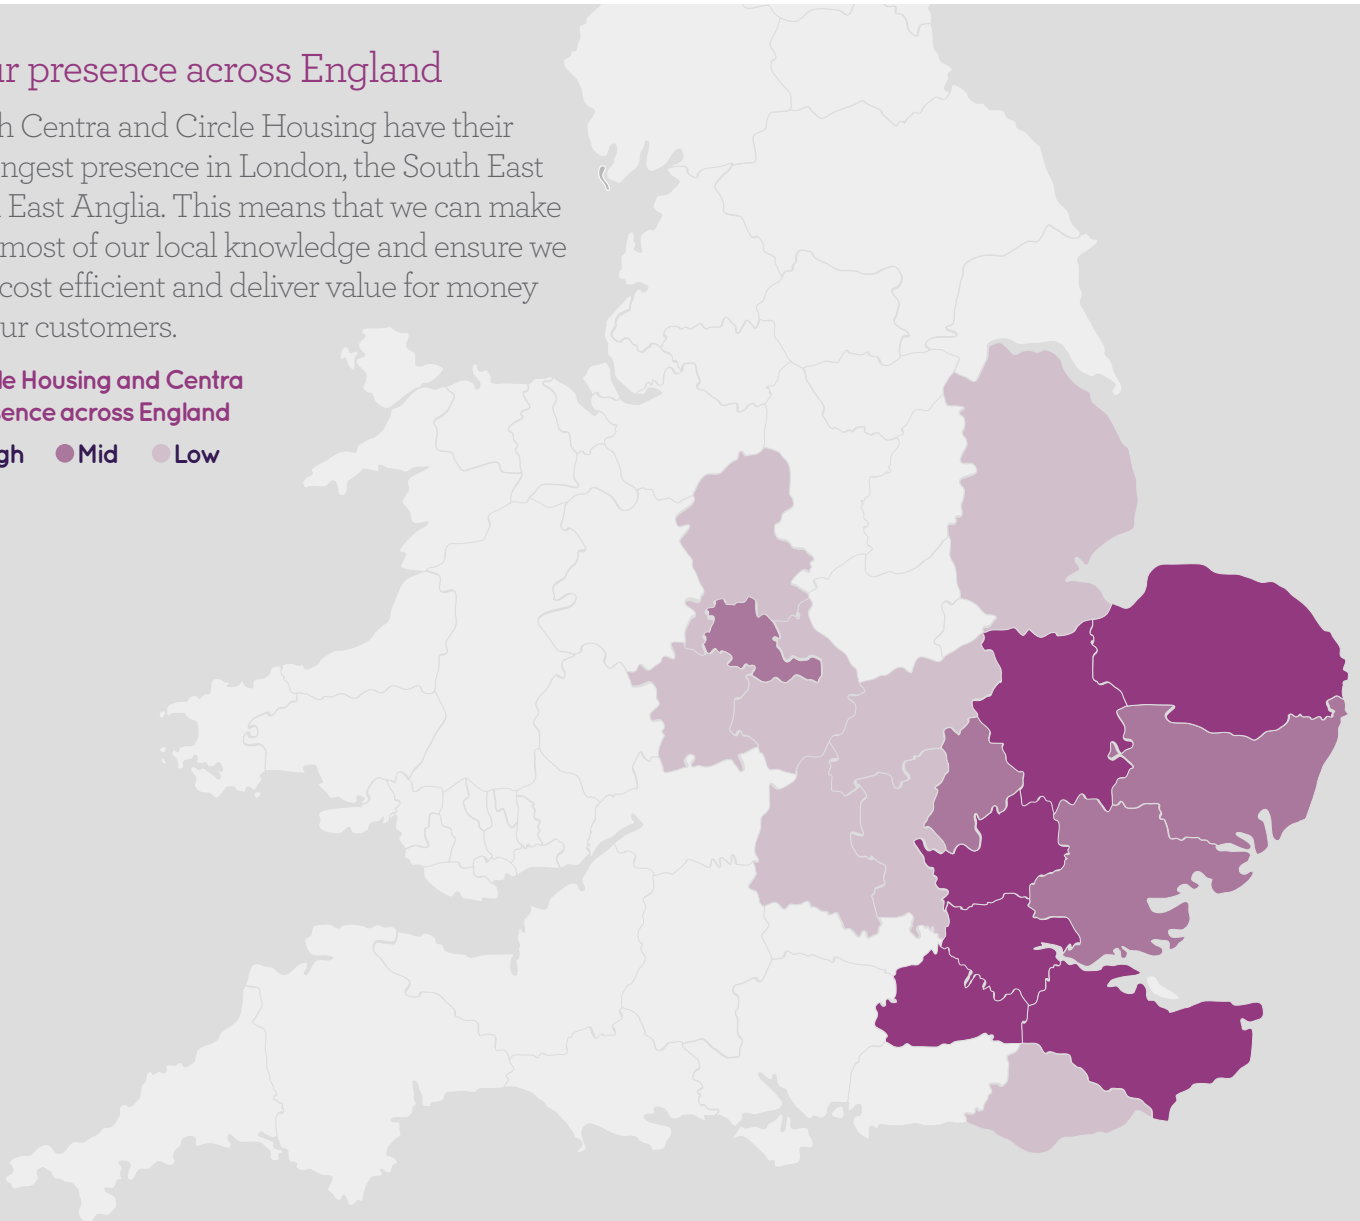 ur presence across England
h Centra and Circle Housing have their
ngest presence in London, the South East
East Anglia. This means that we can make
most of our local knowledge and ensure we
cost efficient and deliver value for money
ur customers.
le Housing and Centra
sence across England
gh Mid Low